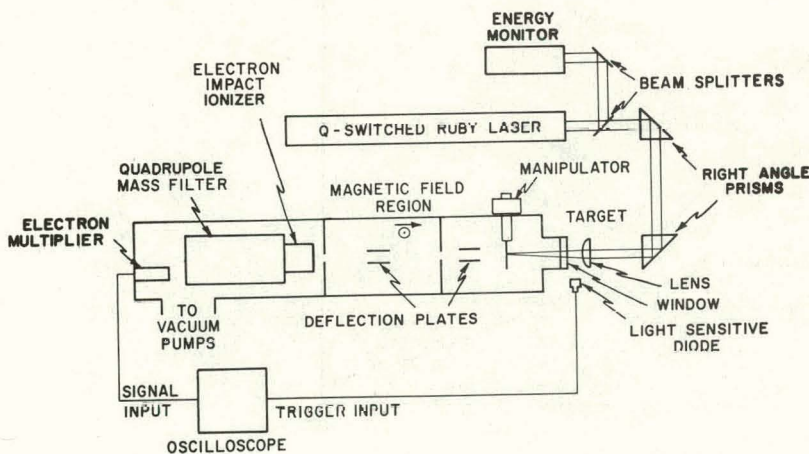 ENERGY
MONITOR
BEAM SPLITTERS
ELECTRON
IMPACT
IONIZER
Q-SWITCHED RUBY LASER
QUADRUPOLE
MASS FILTER
MAGNETIC FIELD
REGION
MANIPULATOR
RIGHT ANGLE
PRISMS
TARGET
ELECTRON
MULTIPLIER
LENS
WINDOW
LIGHT SENSITIVE
DIODE
TO
VACUUM
PUMPS
DEFLECTION PLATES
SIGNAL
INPUT
TRIGGER INPUT
OSCILLOSCOPE